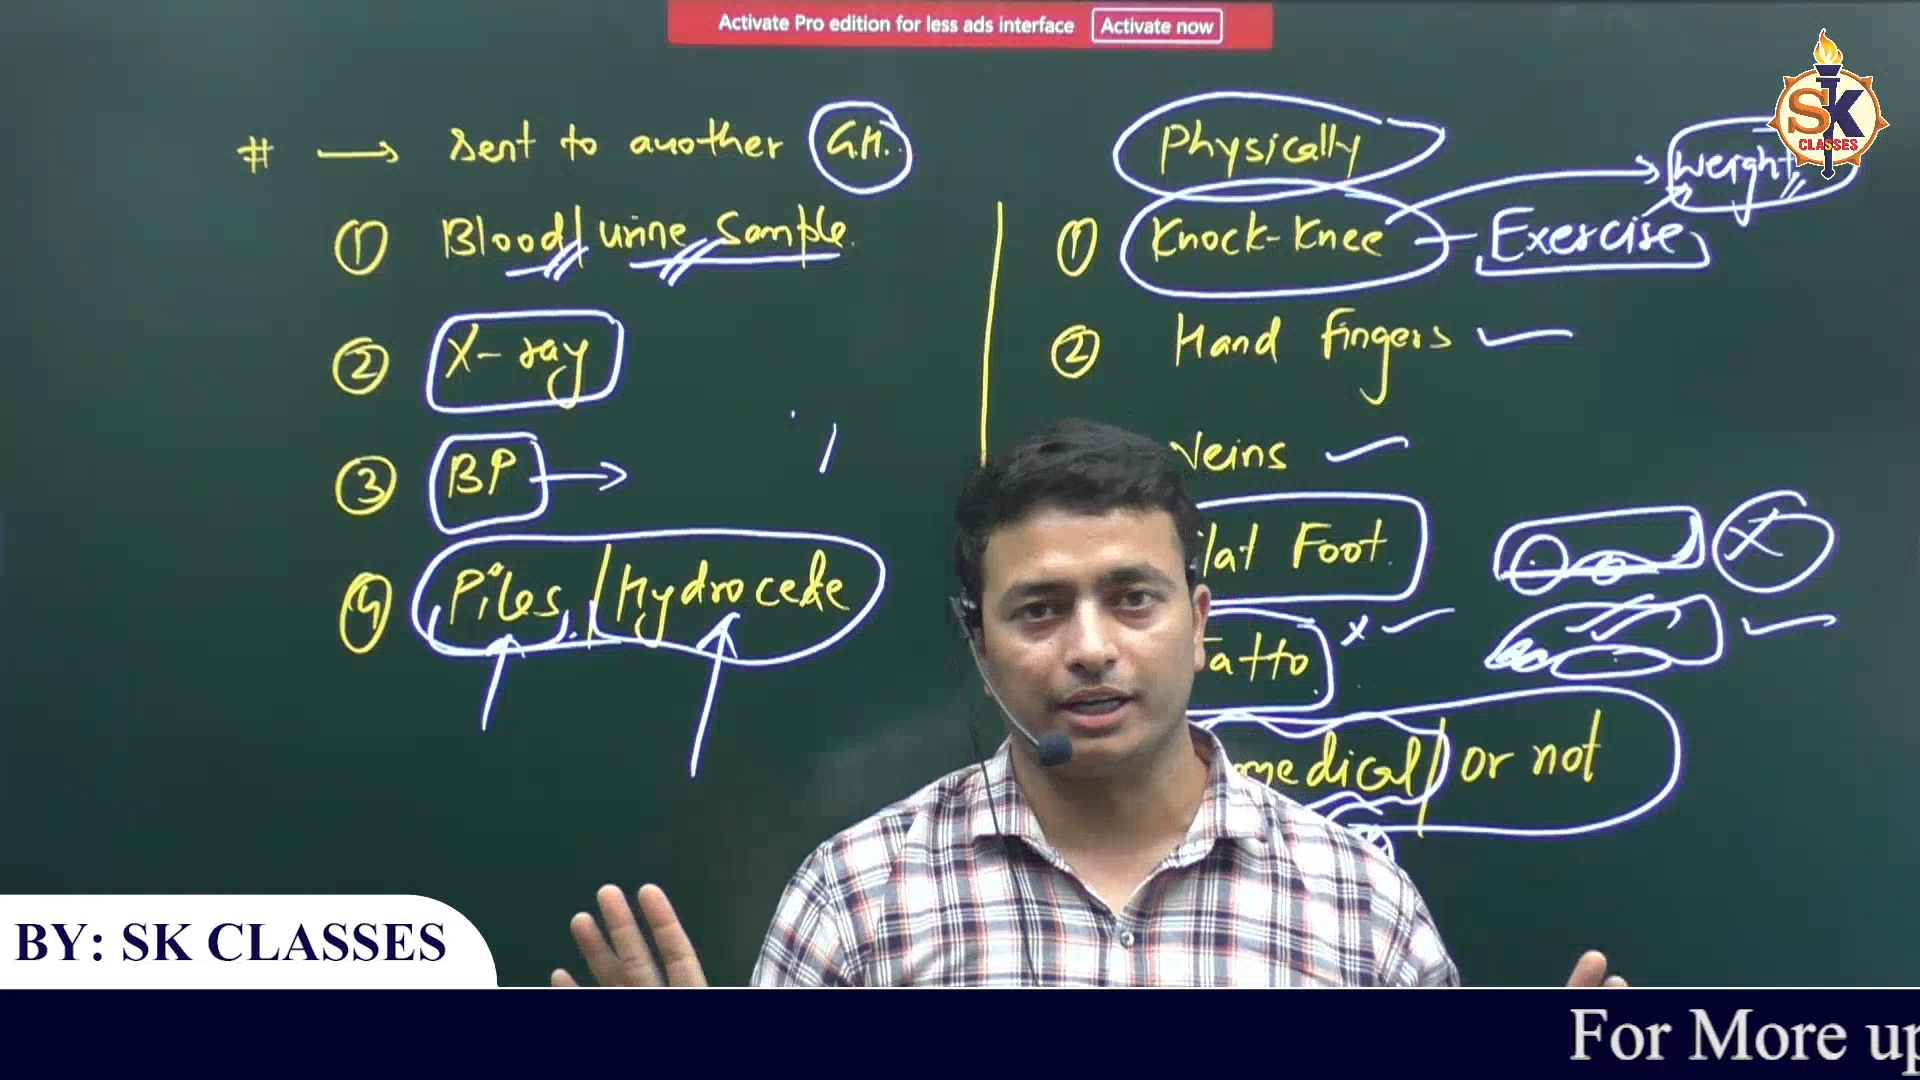 Activate Pro edition for less ads interface Activate now
SK
CLASSES
# → sent to another G.H.
① Blood/urine sample
② X-ray
③ BP →
④ Piles / Hydrocele
Physically
① Knock-Knee - Exercise
weight
② Hand fingers ✓
Veins ✓
lat Foot X
✓
atto x ✓
medical/or not
BY: SK CLASSES
For More up